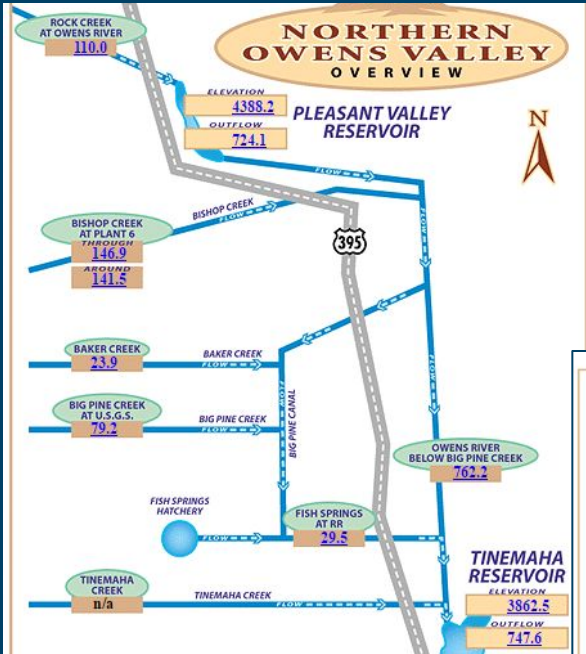 ROCK CREEK
AT OWENS RIVER
110.0
NORTHERN
OWENS VALLEY
OVERVIEW
ELEVATION
4388.2
OUTFLOW
724.1
PLEASANT VALLEY
RESERVOIR
N
FLOW
BISHOP CREEK
FLOW
FLOW
BISHOP CREEK
AT PLANT 6
THROUGH
146.9
AROUND
141.5
395
BAKER CREEK
23.9
BAKER CREEK
FLOW
FLOW
BIG PINE CREEK
AT U.S.G.S.
79.2
BIG PINE CREEK
FLOW
FLOW
BIG PINE CANAL
OWENS RIVER
BELOW BIG PINE CREEK
762.2
FISH SPRINGS
HATCHERY
FLOW
FISH SPRINGS
AT RR
29.5
TINEMAHA
CREEK
n/a
TINEMAHA CREEK
FLOW
TINEMAHA
RESERVOIR
ELEVATION
3862.5
OUTFLOW
747.6